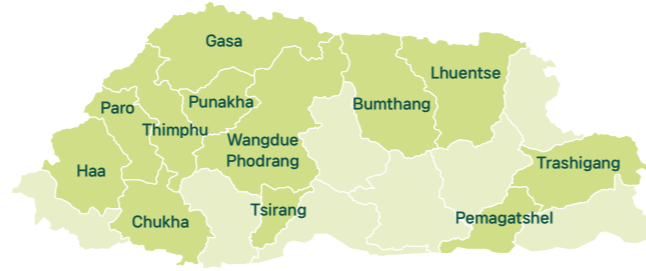 Gasa
Lhuentse
Paro
Punakha
Bumthang
Thimphu
Wangdue
Phodrang
Haa
Trashigang
Tsirang
Chukha
Pemagatshel